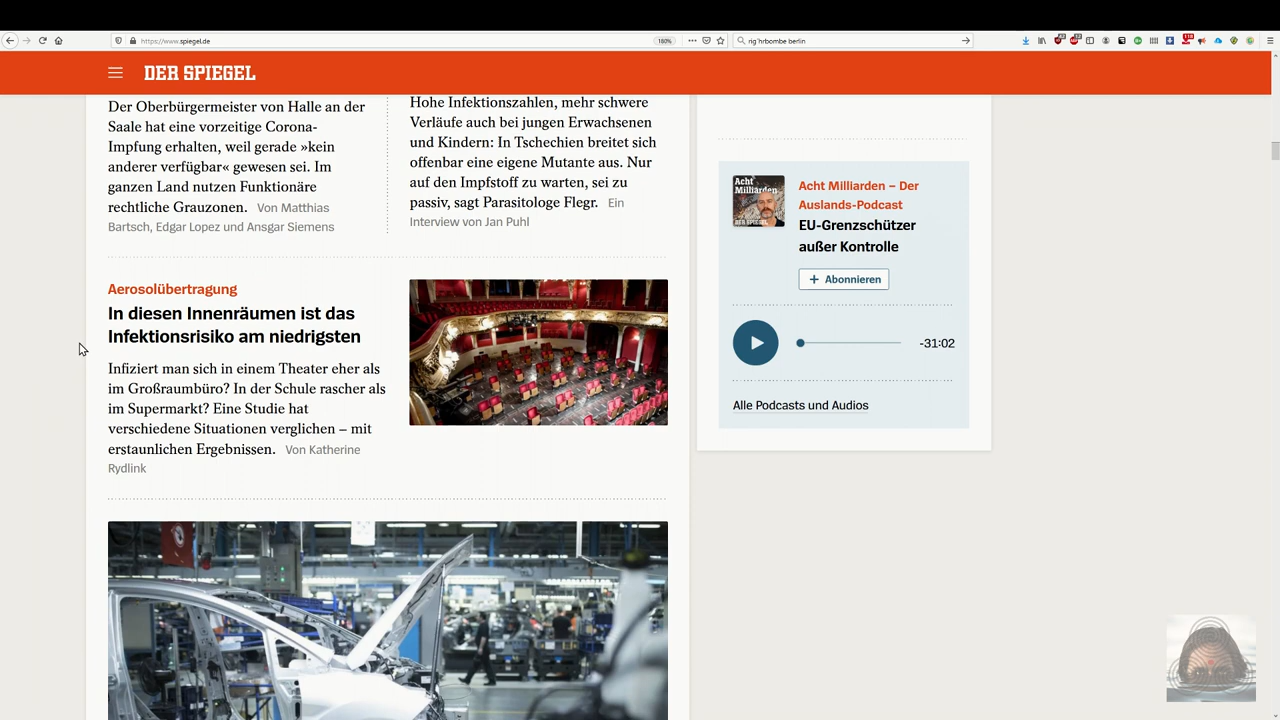 https://www.spiegel.de
180%
rig'hrbombe berlin
DER SPIEGEL
Der Oberbürgermeister von Halle an der
Saale hat eine vorzeitige Corona-
Impfung erhalten, weil gerade »kein
anderer verfügbar« gewesen sei. Im
ganzen Land nutzen Funktionäre
rechtliche Grauzonen. Von Matthias
Bartsch, Edgar Lopez und Ansgar Siemens
Hohe Infektionszahlen, mehr schwere
Verläufe auch bei jungen Erwachsenen
und Kindern: In Tschechien breitet sich
offenbar eine eigene Mutante aus. Nur
auf den Impfstoff zu warten, sei zu
passiv, sagt Parasitologe Flegr. Ein
Interview von Jan Puhl
Aerosolübertragung
In diesen Innenräumen ist das
Infektionsrisiko am niedrigsten
Infiziert man sich in einem Theater eher als
im Großraumbüro? In der Schule rascher als
im Supermarkt? Eine Studie hat
verschiedene Situationen verglichen – mit
erstaunlichen Ergebnissen. Von Katherine
Rydlink
Acht
Milliarden
DER SPIEGEL
Acht Milliarden – Der
Auslands-Podcast
EU-Grenzschützer
außer Kontrolle
+ Abonnieren
-31:02
Alle Podcasts und Audios